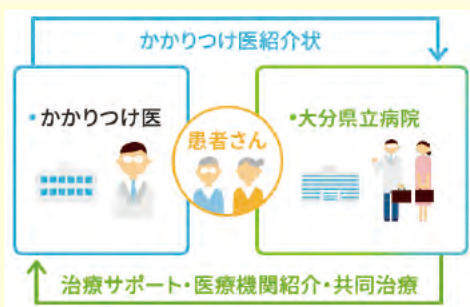 かかりつけ医紹介状
・かかりつけ医
患者さん
・大分県立病院
治療サポート・医療機関紹介・共同治療